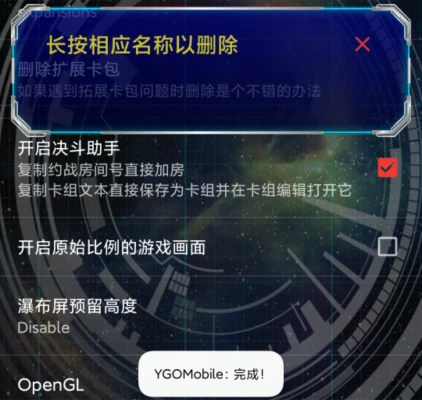 expansions
长按相应名称以删除
删除扩展卡包
如果遇到拓展卡包问题时删除是个不错的办法
开启决斗助手
复制约战房间号直接加房
复制卡组文本直接保存为卡组并在卡组编辑打开它
开启原始比例的游戏画面
瀑布屏预留高度
Disable
YGOMobile: 完成!
OpenGL